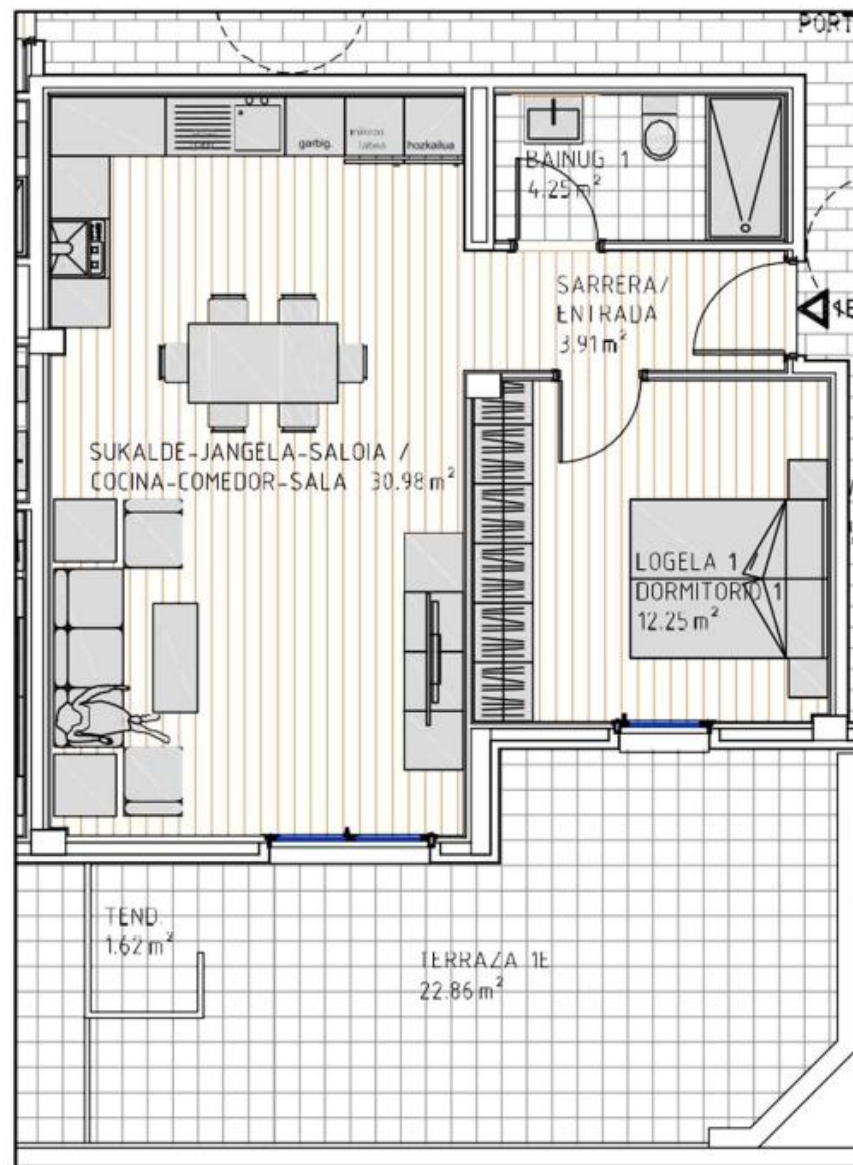 PORT
garbig.
hozkailua
BAINUG 1
4.25 m²
SARRERA/
ENTRADA
3.91 m²
SUKALDE-JANGELA-SALOIA /
COCINA-COMEDOR-SALA 30.98 m²
LOGELA 1 /
DORMITORIO 1
12.25 m²
TEND.
1.62 m²
TERRAZA 1E
22.86 m²